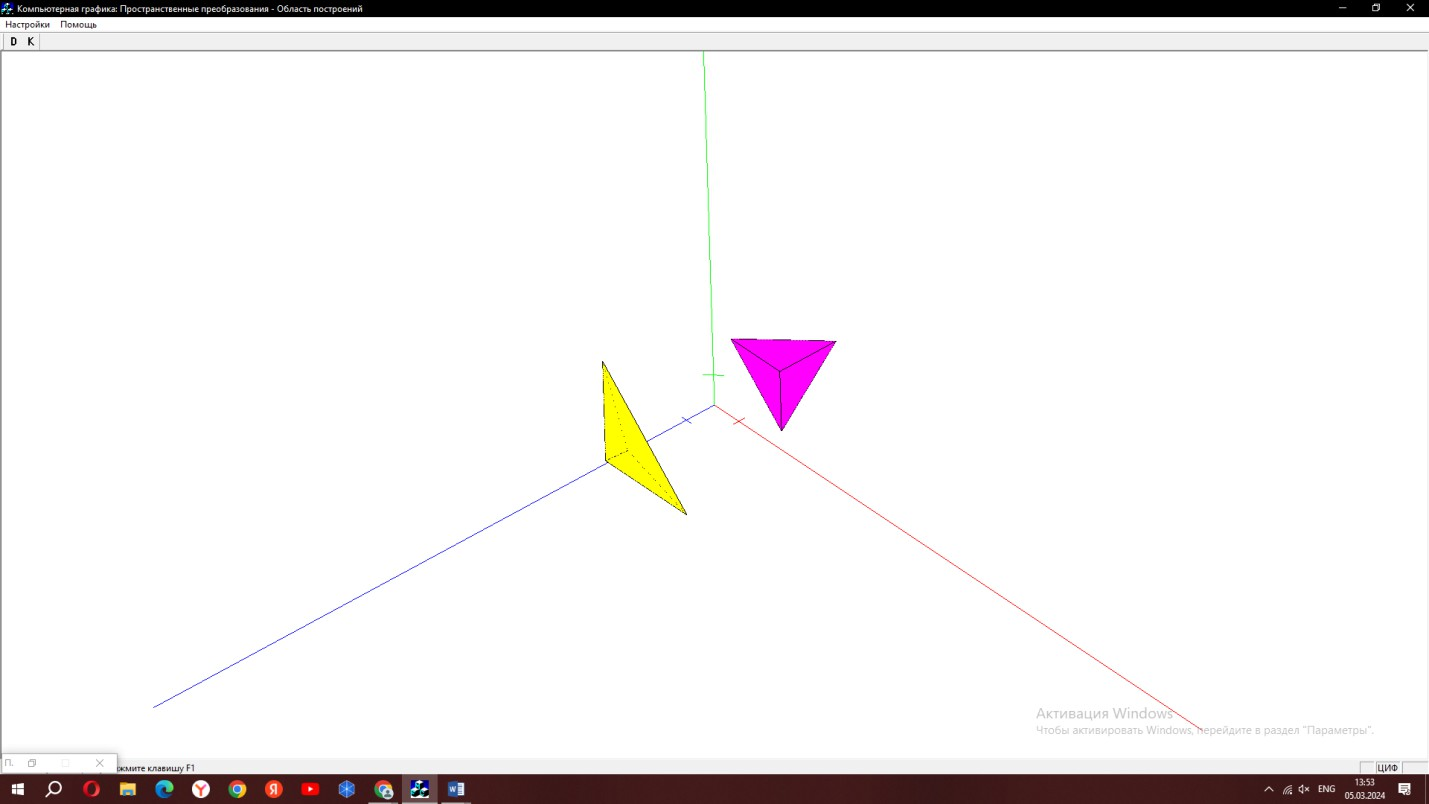 Компьютерная графика: Пространственные преобразования - Область построений
Настройки Помощь
D K
Активация Windows
Чтобы активировать Windows, перейдите в раздел "Параметры".
П.
жмите клавишу F1
ЦИФ
ENG
13:53
05.03.2024